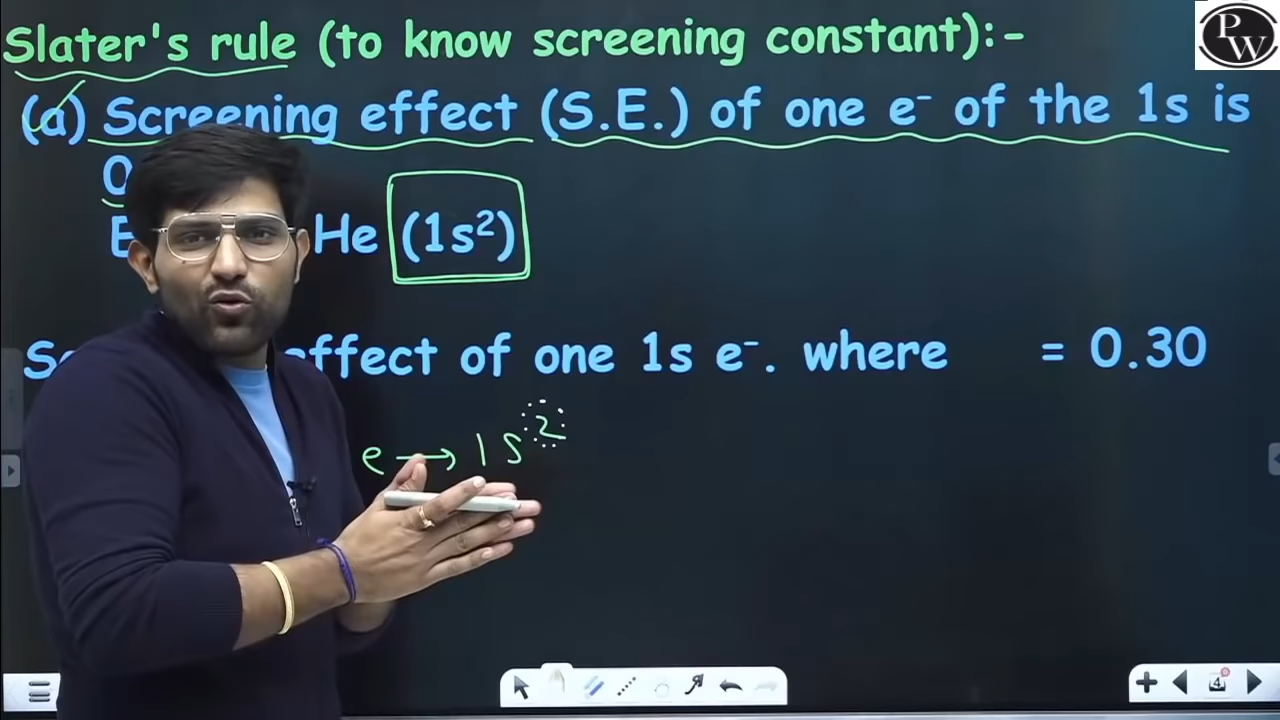 Slater's rule (to know screening constant):-
PW
(a) Screening effect (S.E.) of one e⁻ of the 1s is
He (1s²)
effect of one 1s e⁻. where = 0.30
e → 1s²
4